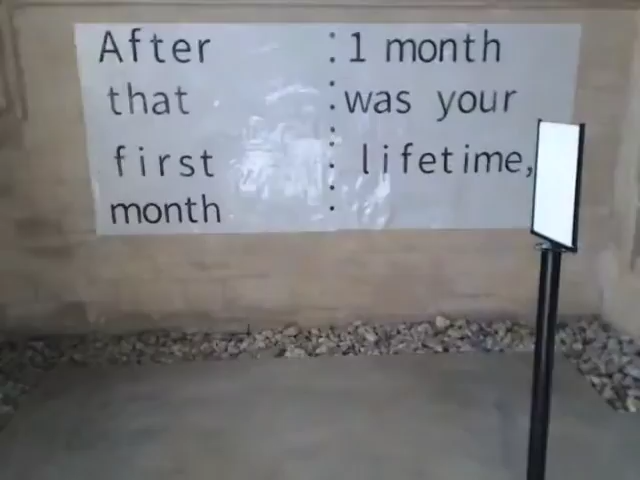 After
that
first
month
1 month
was your
lifetime,